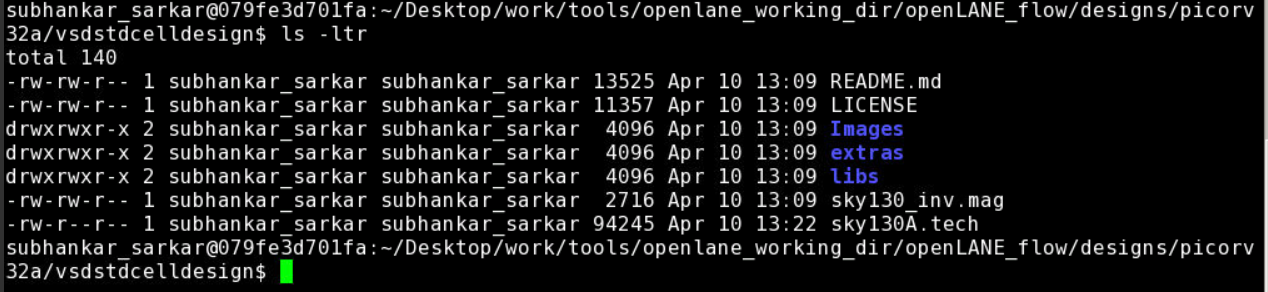 subhankar_sarkar@079fe3d701fa:~/Desktop/work/tools/openlane_working_dir/openLANE_flow/designs/picorv
32a/vsdstdcelldesign$ ls -ltr
total 140
-rw-rw-r-- 1 subhankar_sarkar subhankar_sarkar 13525 Apr 10 13:09 README.md
-rw-rw-r-- 1 subhankar_sarkar subhankar_sarkar 11357 Apr 10 13:09 LICENSE
drwxrwxr-x 2 subhankar_sarkar subhankar_sarkar  4096 Apr 10 13:09 Images
drwxrwxr-x 2 subhankar_sarkar subhankar_sarkar  4096 Apr 10 13:09 extras
drwxrwxr-x 2 subhankar_sarkar subhankar_sarkar  4096 Apr 10 13:09 libs
-rw-rw-r-- 1 subhankar_sarkar subhankar_sarkar  2716 Apr 10 13:09 sky130_inv.mag
-rw-r--r-- 1 subhankar_sarkar subhankar_sarkar 94245 Apr 10 13:22 sky130A.tech
subhankar_sarkar@079fe3d701fa:~/Desktop/work/tools/openlane_working_dir/openLANE_flow/designs/picorv
32a/vsdstdcelldesign$